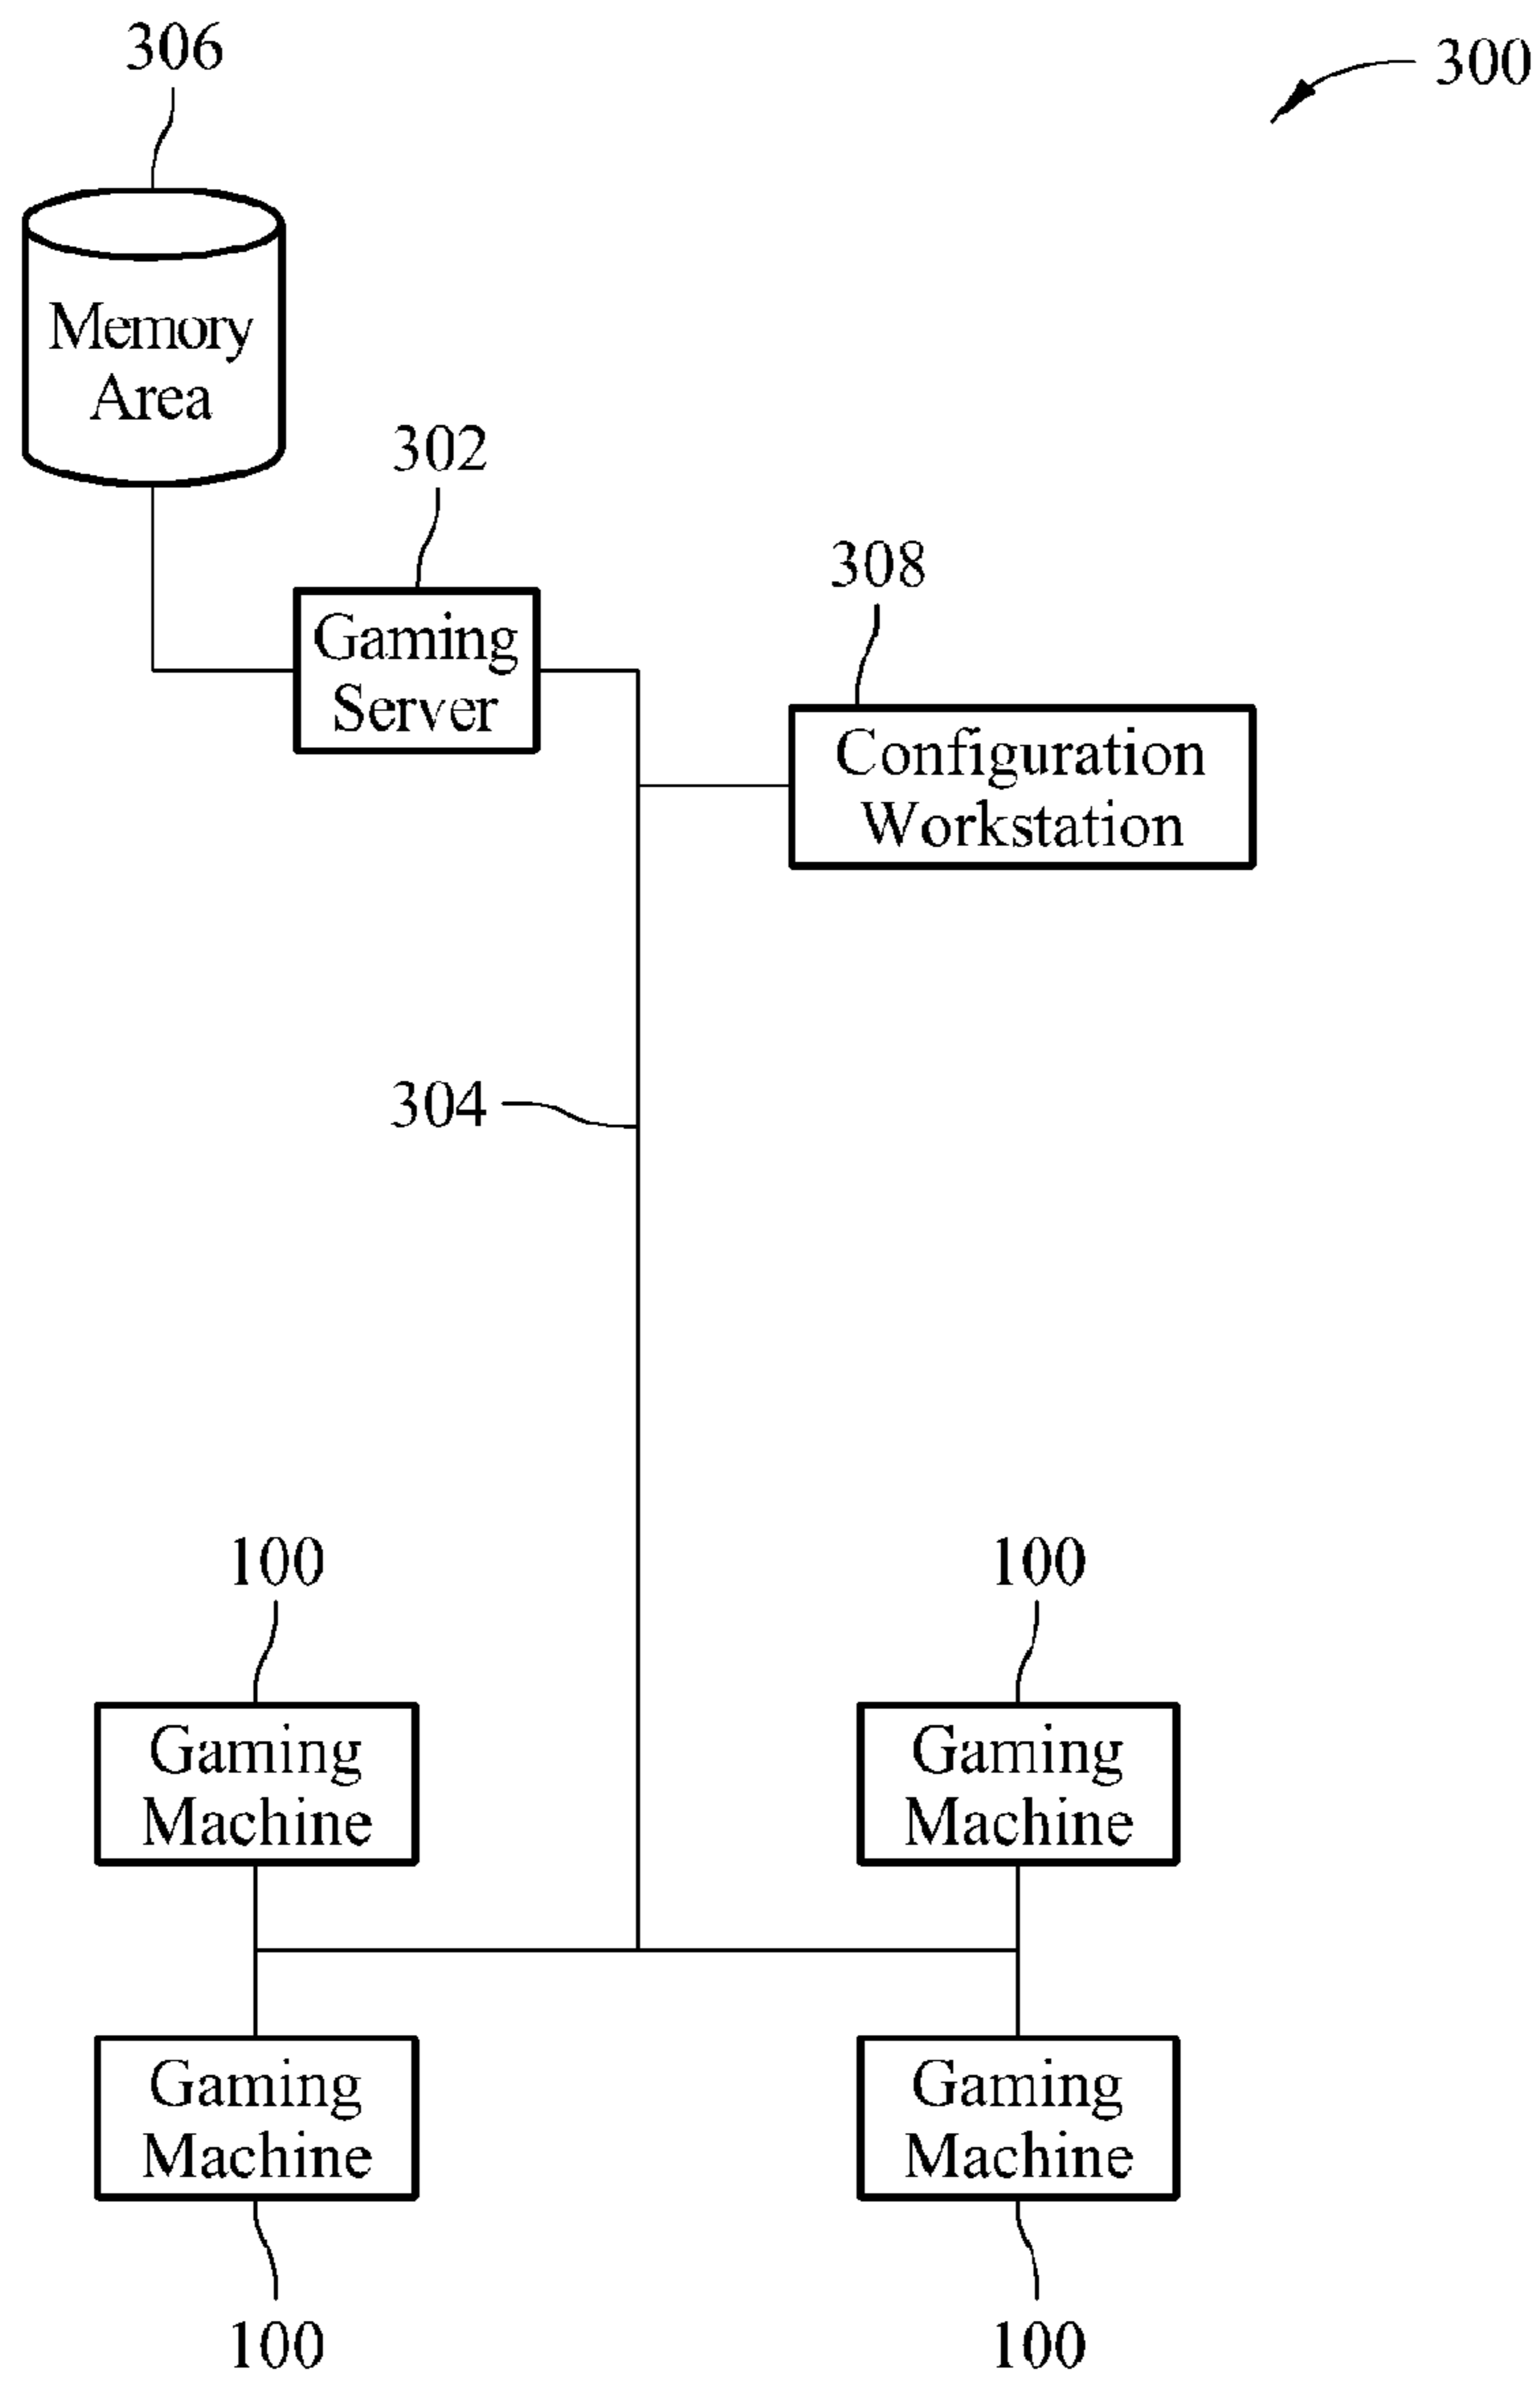 306
300
Memory
Area
302
Gaming
Server
308
Configuration
Workstation
304
100
100
Gaming
Machine
Gaming
Machine
Gaming
Machine
Gaming
Machine
100
100